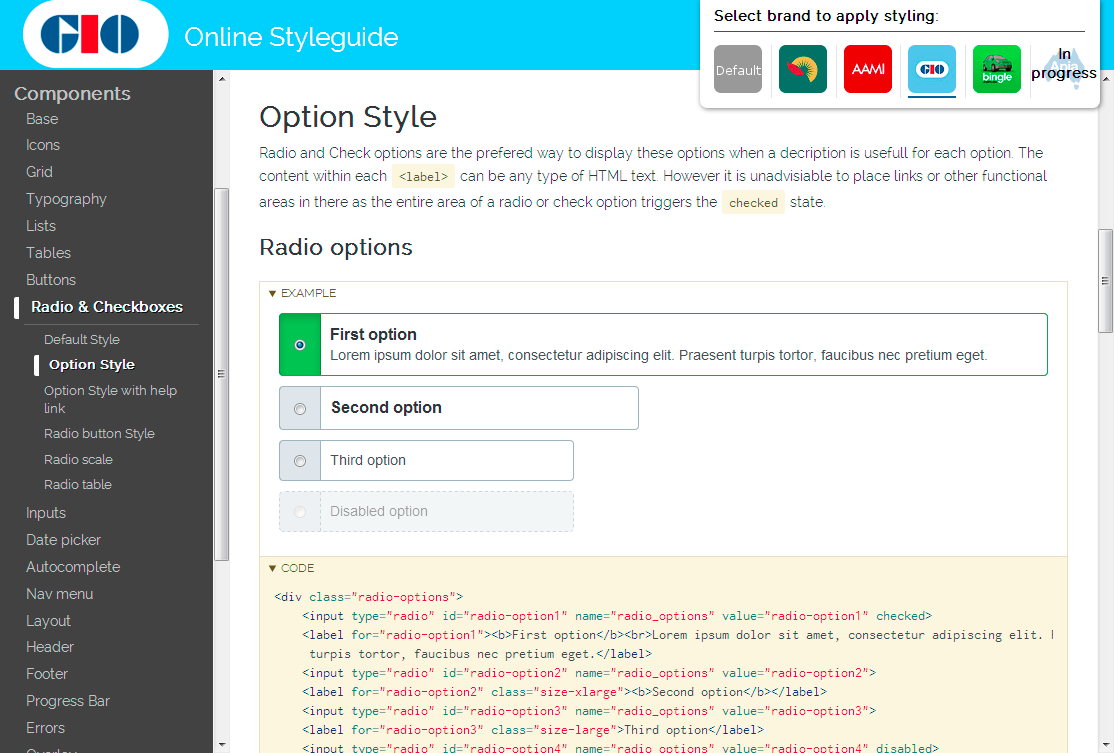 GIO
Online Styleguide
Select brand to apply styling:
Default
AAMI
GIO
bingle
Apia
In progress
Components
Base
Icons
Grid
Typography
Lists
Tables
Buttons
Radio & Checkboxes
Default Style
Option Style
Option Style with help
link
Radio button Style
Radio scale
Radio table
Inputs
Date picker
Autocomplete
Nav menu
Layout
Header
Footer
Progress Bar
Errors
Overlay
Option Style
Radio and Check options are the prefered way to display these options when a decription is usefull for each option. The
content within each <label> can be any type of HTML text. However it is unadvisiable to place links or other functional
areas in there as the entire area of a radio or check option triggers the checked state.
Radio options
▼ EXAMPLE
First option
Lorem ipsum dolor sit amet, consectetur adipiscing elit. Praesent turpis tortor, faucibus nec pretium eget.
Second option
Third option
Disabled option
▼ CODE
<div class="radio-options">
<input type="radio" id="radio-option1" name="radio_options" value="radio-option1" checked>
<label for="radio-option1"><b>First option</b><br>Lorem ipsum dolor sit amet, consectetur adipiscing elit.
turpis tortor, faucibus nec pretium eget.</label>
<input type="radio" id="radio-option2" name="radio_options" value="radio-option2">
<label for="radio-option2" class="size-xlarge"><b>Second option</b></label>
<input type="radio" id="radio-option3" name="radio_options" value="radio-option3">
<label for="radio-option3" class="size-large">Third option</label>
<input type="radio" id="radio-option4" name="radio_options" value="radio-option4" disabled>